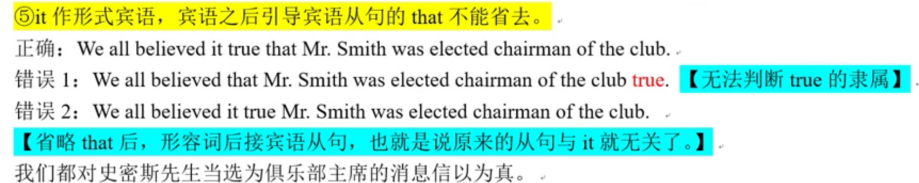 ⑤it 作形式宾语，宾语之后引导宾语从句的 that 不能省去。
正确：We all believed it true that Mr. Smith was elected chairman of the club.
错误 1：We all believed that Mr. Smith was elected chairman of the club true. 【无法判断 true 的隶属】
错误 2：We all believed it true Mr. Smith was elected chairman of the club.
【省略 that 后，形容词后接宾语从句，也就是说原来的从句与 it 就无关了。】
我们都对史密斯先生当选为俱乐部主席的消息信以为真。